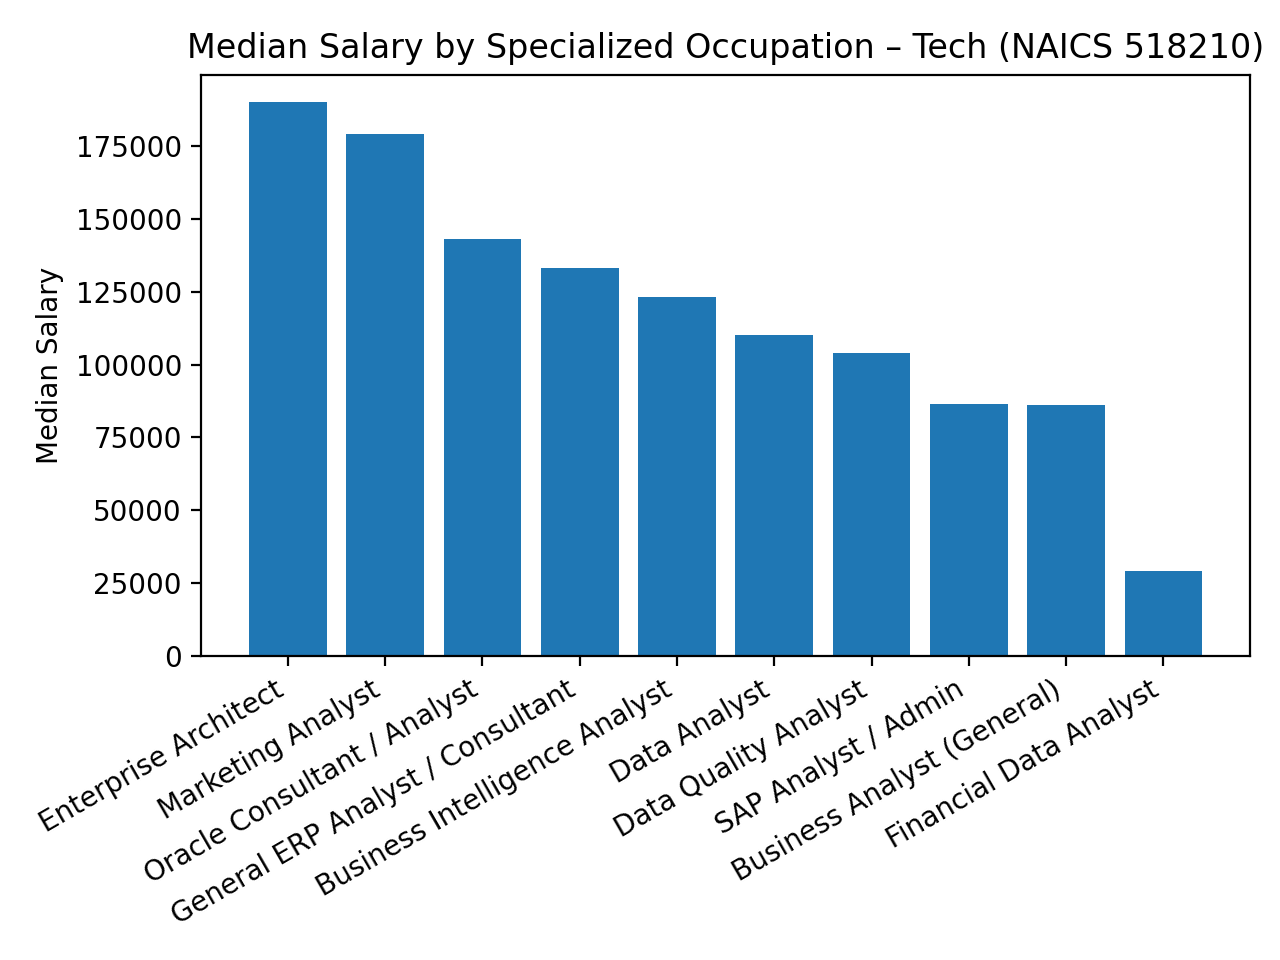 Median Salary by Specialized Occupation – Tech (NAICS 518210)
Median Salary
175000
150000
125000
100000
75000
50000
25000
0
Enterprise Architect
Marketing Analyst
Oracle Consultant / Analyst
General ERP Analyst / Consultant
Business Intelligence Analyst
Data Analyst
Data Quality Analyst
SAP Analyst / Admin
Business Analyst (General)
Financial Data Analyst